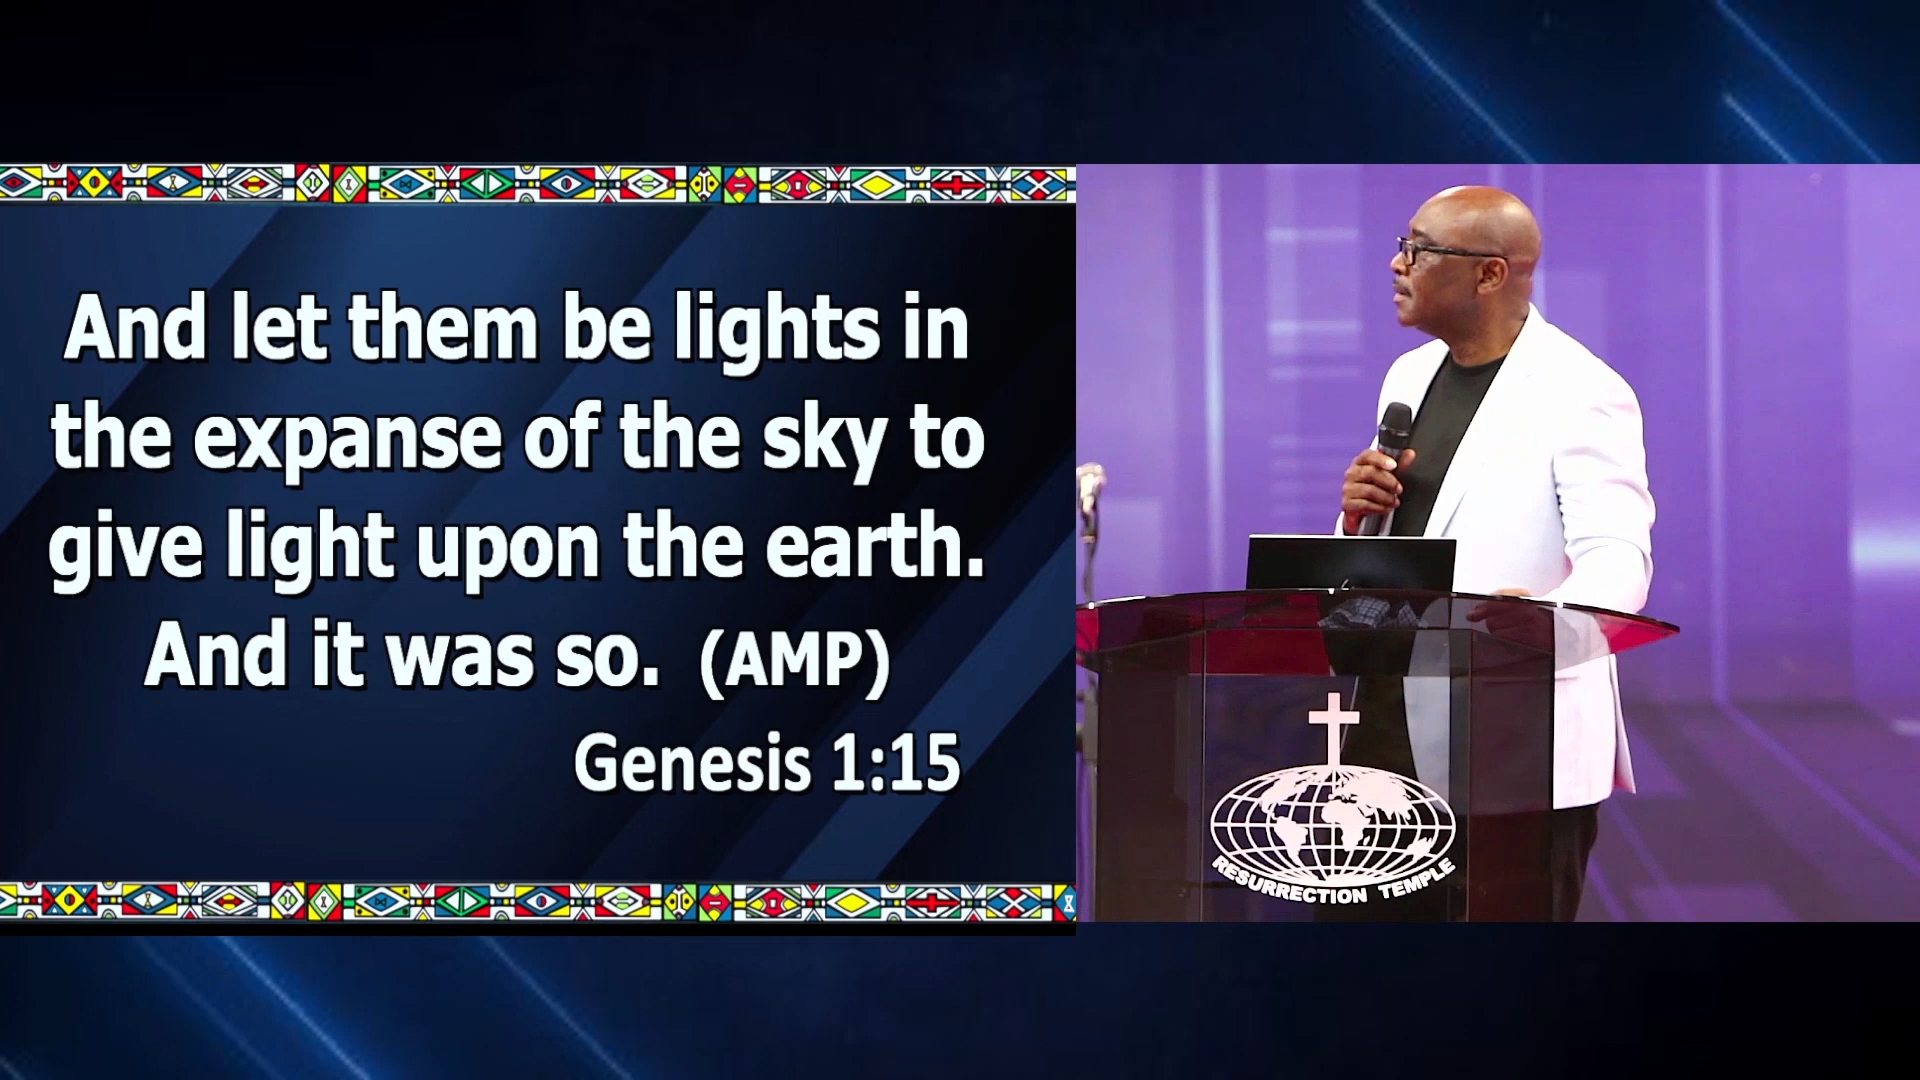 And let them be lights in
the expanse of the sky to
give light upon the earth.
And it was so. (AMP)
Genesis 1:15
RESURRECTION TEMPLE